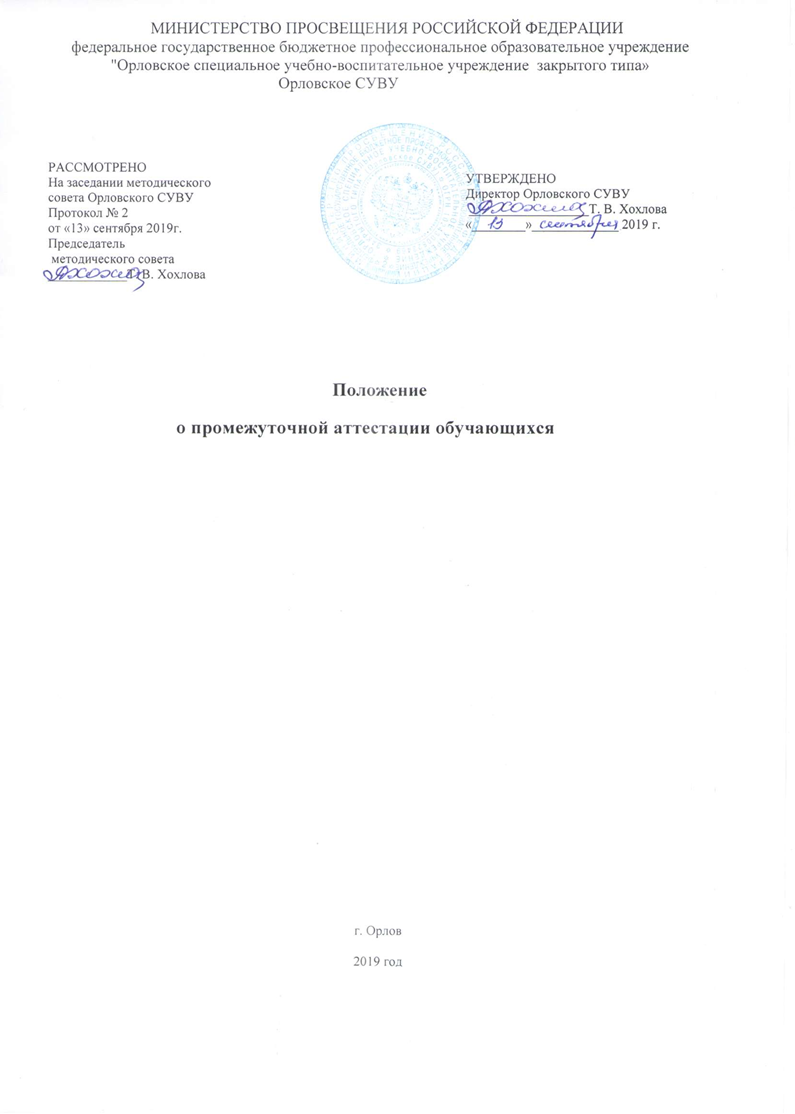 МИНИСТЕРСТВО ПРОСВЕЩЕНИЯ РОССИЙСКОЙ ФЕДЕРАЦИИ
федеральное государственное бюджетное профессиональное образовательное учреждение
"Орловское специальное учебно-воспитательное учреждение закрытого типа»
Орловское СУВУ
РАССМОТРЕНО
На заседании методического
совета Орловского СУВУ
Протокол № 2
от «13» сентября 2019г.
Председатель
методического совета
Т. В. Хохлова
УТВЕРЖДЕНО
Директор Орловского СУВУ
Т. В. Хохлова
« 13 » сентября 2019 г.
Положение
о промежуточной аттестации обучающихся
г. Орлов
2019 год